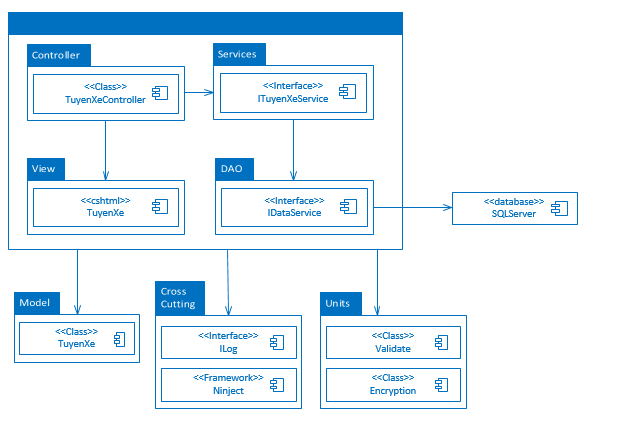 Controller
<<Class>>
TuyenXeController
Services
<<Interface>>
ITuyenXeService
View
<<cshtml>>
TuyenXe
DAO
<<Interface>>
IDataService
<<database>>
SQLServer
Model
<<Class>>
TuyenXe
Cross
Cutting
<<Interface>>
ILog
<<Framework>>
Ninject
Units
<<Class>>
Validate
<<Class>>
Encryption